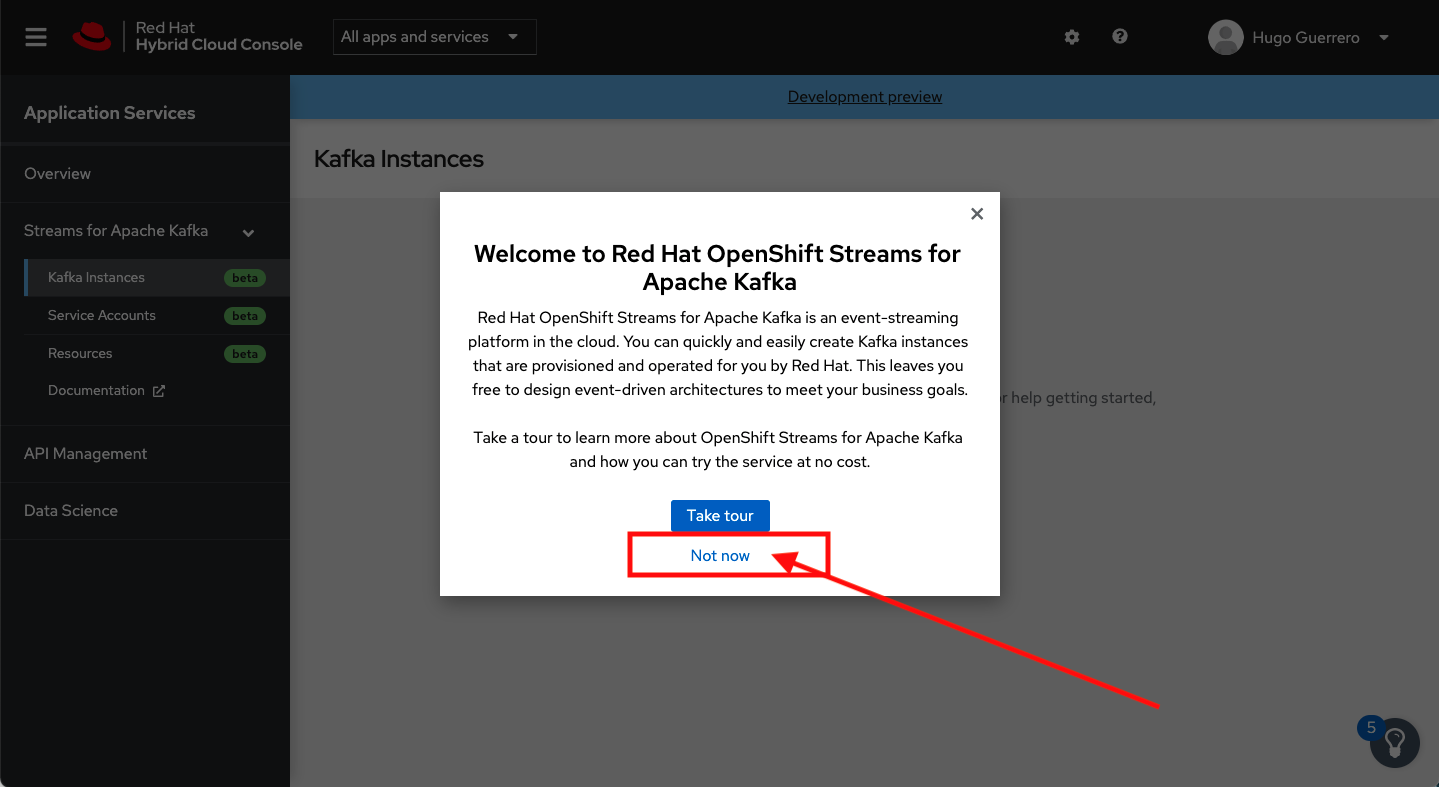 Red Hat
Hybrid Cloud Console
All apps and services
Hugo Guerrero
Application Services
Development preview
Overview
Kafka Instances
Streams for Apache Kafka
Kafka Instances beta
Service Accounts beta
Resources beta
Documentation
API Management
Data Science
Welcome to Red Hat OpenShift Streams for
Apache Kafka
Red Hat OpenShift Streams for Apache Kafka is an event-streaming
platform in the cloud. You can quickly and easily create Kafka instances
that are provisioned and operated for you by Red Hat. This leaves you
free to design event-driven architectures to meet your business goals.
help getting started,
Take a tour to learn more about OpenShift Streams for Apache Kafka
and how you can try the service at no cost.
Take tour
Not now
5